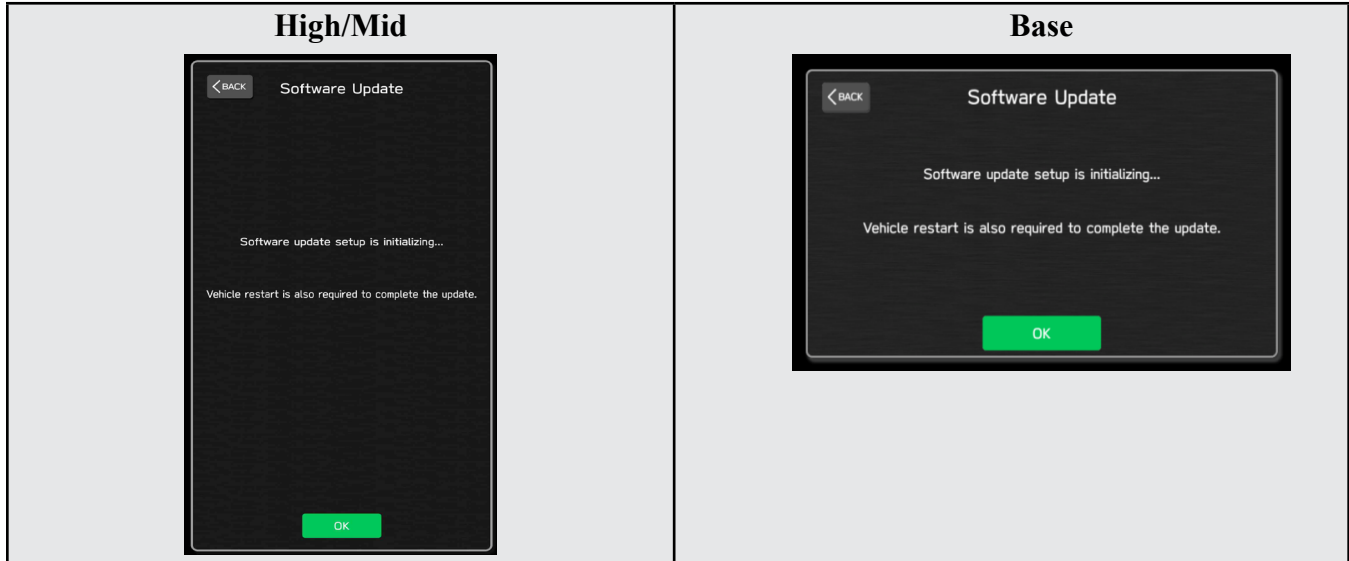 High/Mid
BACK
Software Update
Software update setup is initializing...
Vehicle restart is also required to complete the update.
OK
Base
BACK
Software Update
Software update setup is initializing...
Vehicle restart is also required to complete the update.
OK